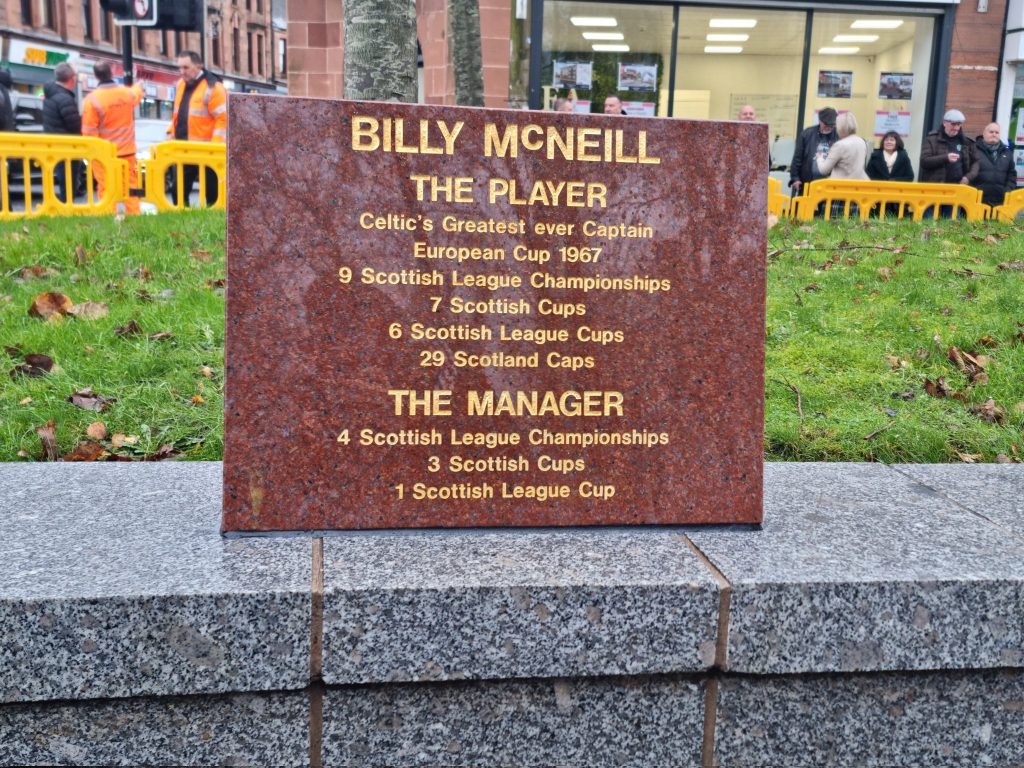 BILLY McNEILL
THE PLAYER
Celtic's Greatest ever Captain
European Cup 1967
9 Scottish League Championships
7 Scottish Cups
6 Scottish League Cups
29 Scotland Caps
THE MANAGER
4 Scottish League Championships
3 Scottish Cups
1 Scottish League Cup